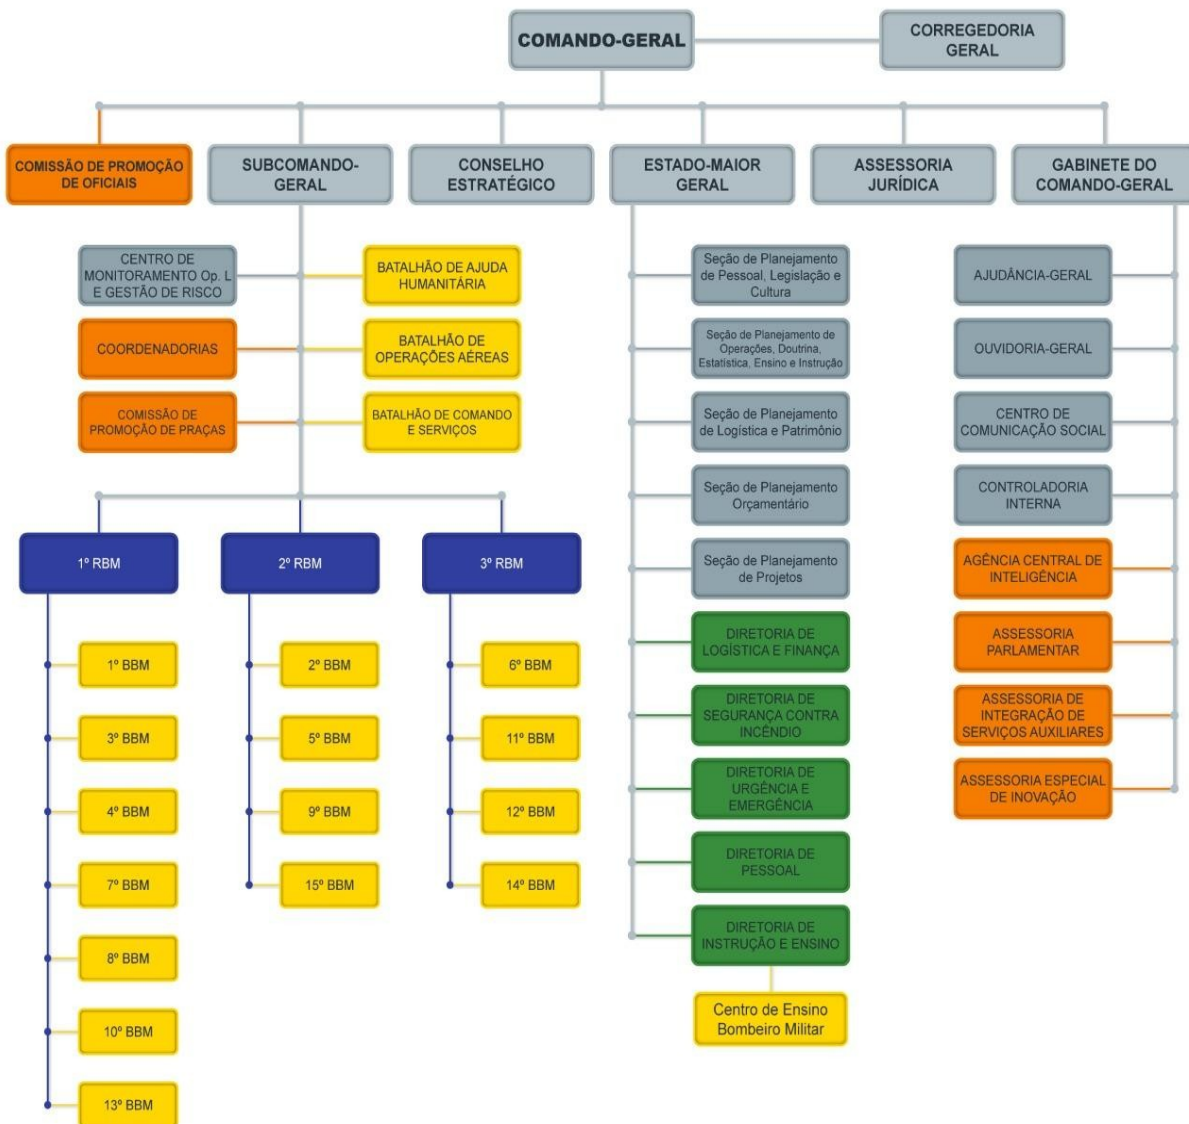 COMANDO-GERAL
CORREGEDORIA
GERAL
COMISSÃO DE PROMOÇÃO
DE OFICIAIS
SUBCOMANDO-
GERAL
CONSELHO
ESTRATÉGICO
ESTADO-MAIOR
GERAL
ASSESSORIA
JURÍDICA
GABINETE DO
COMANDO-GERAL
CENTRO DE
MONITORAMENTO Op. L
E GESTÃO DE RISCO
BATALHÃO DE AJUDA
HUMANITÁRIA
COORDENADORIAS
BATALHÃO DE
OPERAÇÕES AÉREAS
COMISSÃO DE
PROMOÇÃO DE PRAÇAS
BATALHÃO DE COMANDO
E SERVIÇOS
1º RBM
2º RBM
3º RBM
1º BBM
3º BBM
4º BBM
7º BBM
8º BBM
10º BBM
13º BBM
2º BBM
5º BBM
9º BBM
15º BBM
6º BBM
11º BBM
12º BBM
14º BBM
Seção de Planejamento
de Pessoal, Legislação e
Cultura
Seção de Planejamento de
Operações, Doutrina,
Estatística, Ensino e Instrução
Seção de Planejamento
de Logística e Patrimônio
Seção de Planejamento
Orçamentário
Seção de Planejamento
de Projetos
DIRETORIA DE
LOGÍSTICA E FINANÇA
DIRETORIA DE
SEGURANÇA CONTRA
INCÊNDIO
DIRETORIA DE
URGÊNCIA E
EMERGÊNCIA
DIRETORIA DE
PESSOAL
DIRETORIA DE
INSTRUÇÃO E ENSINO
Centro de Ensino
Bombeiro Militar
AJUDÂNCIA-GERAL
OUVIDORIA-GERAL
CENTRO DE
COMUNICAÇÃO SOCIAL
CONTROLADORIA
INTERNA
AGÊNCIA CENTRAL DE
INTELIGÊNCIA
ASSESSORIA
PARLAMENTAR
ASSESSORIA DE
INTEGRAÇÃO DE
SERVIÇOS AUXILIARES
ASSESSORIA ESPECIAL
DE INOVAÇÃO